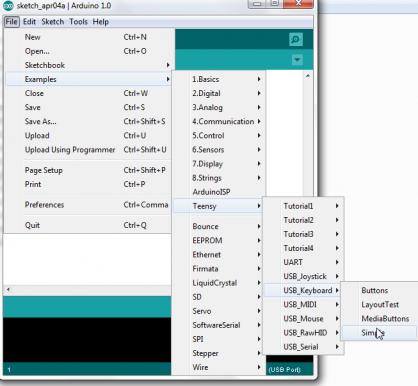 sketch_apr04a | Arduino 1.0
File Edit Sketch Tools Help
New Ctrl+N
Open... Ctrl+O
Sketchbook
Examples
Close Ctrl+W
Save Ctrl+S
Save As... Ctrl+Shift+S
Upload Ctrl+U
Upload Using Programmer Ctrl+Shift+U
Page Setup Ctrl+Shift+P
Print Ctrl+P
Preferences Ctrl+Comma
Quit Ctrl+Q
1.Basics
2.Digital
3.Analog
4.Communication
5.Control
6.Sensors
7.Display
8.Strings
ArduinoISP
Teensy
Bounce
EEPROM
Ethernet
Firmata
LiquidCrystal
SD
Servo
SoftwareSerial
SPI
Stepper
Wire
Tutorial1
Tutorial2
Tutorial3
Tutorial4
UART
USB_Joystick
USB_Keyboard
USB_MIDI
USB_Mouse
USB_RawHID
USB_Serial
Buttons
LayoutTest
MediaButtons
1
(USB Port)